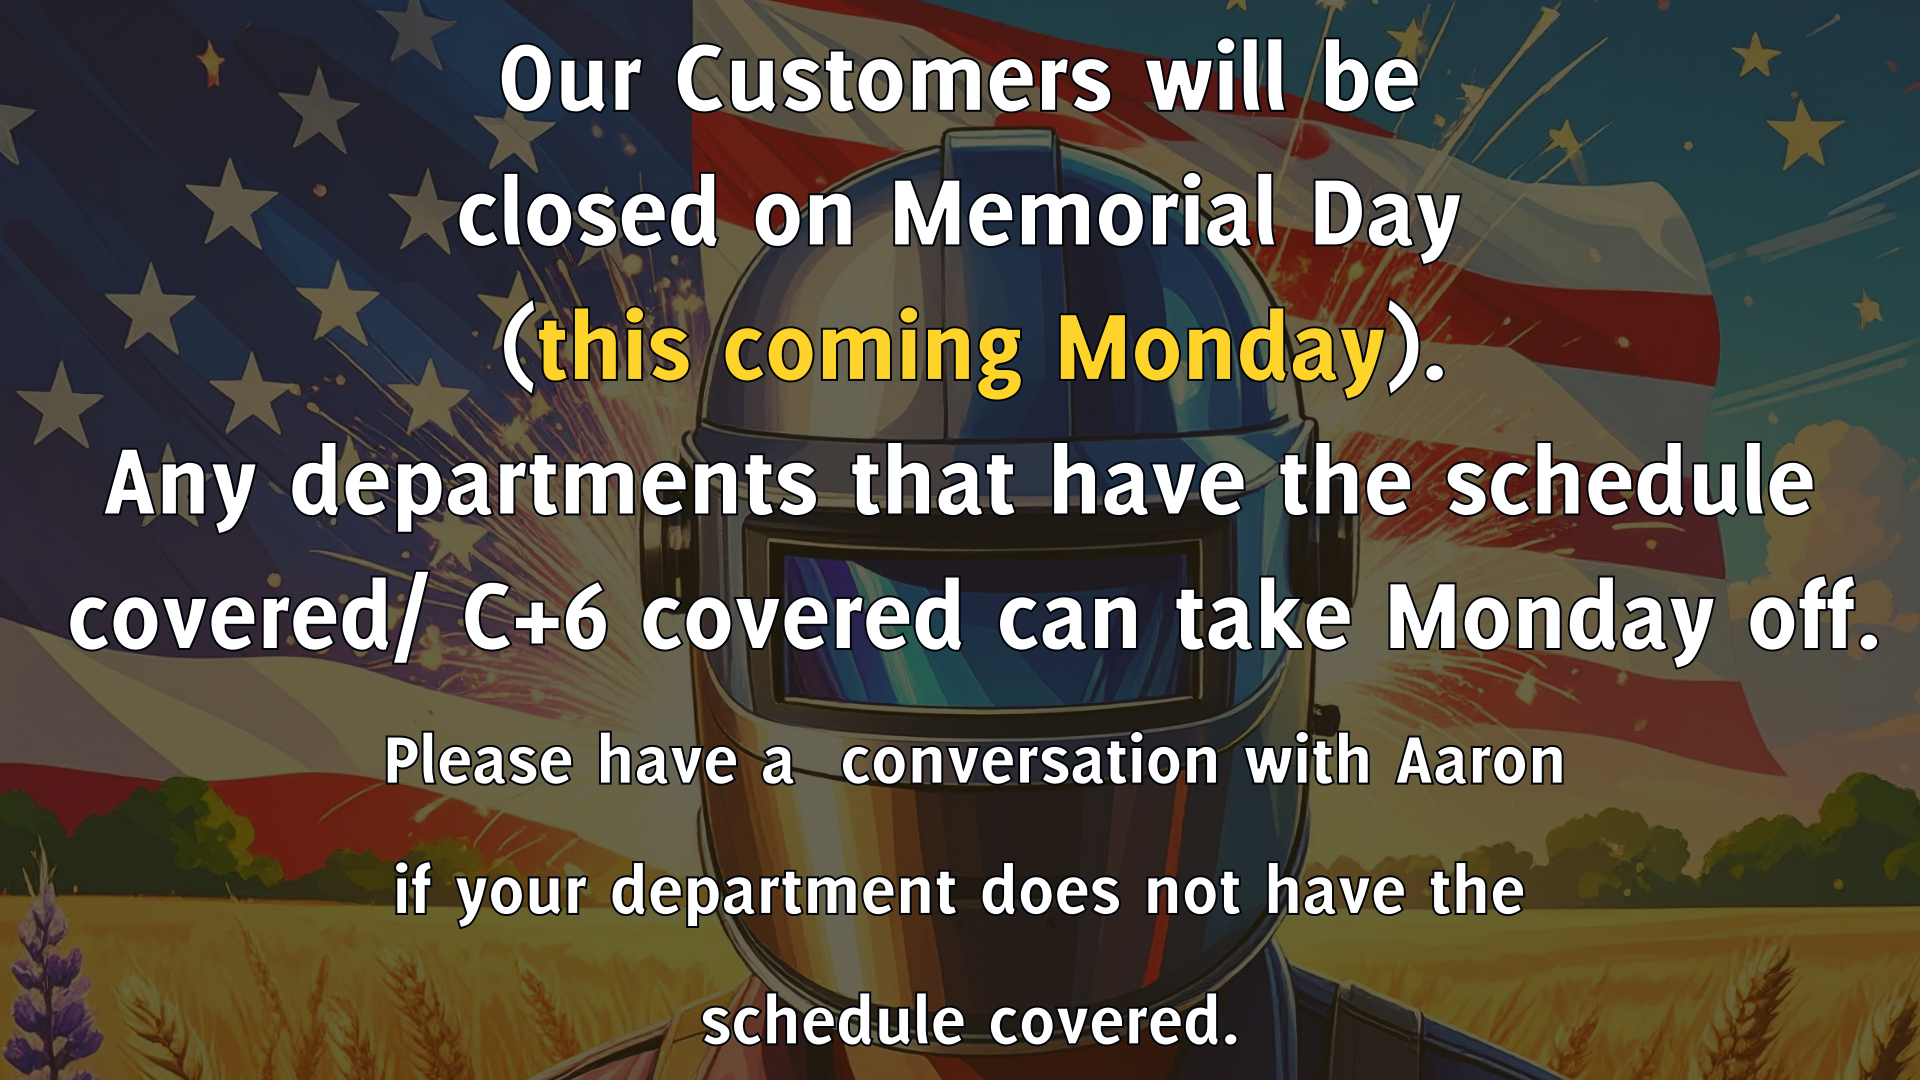 Our Customers will be
closed on Memorial Day
(this coming Monday).
Any departments that have the schedule
covered/ C+6 covered can take Monday off.
Please have a  conversation with Aaron
if your department does not have the
schedule covered.